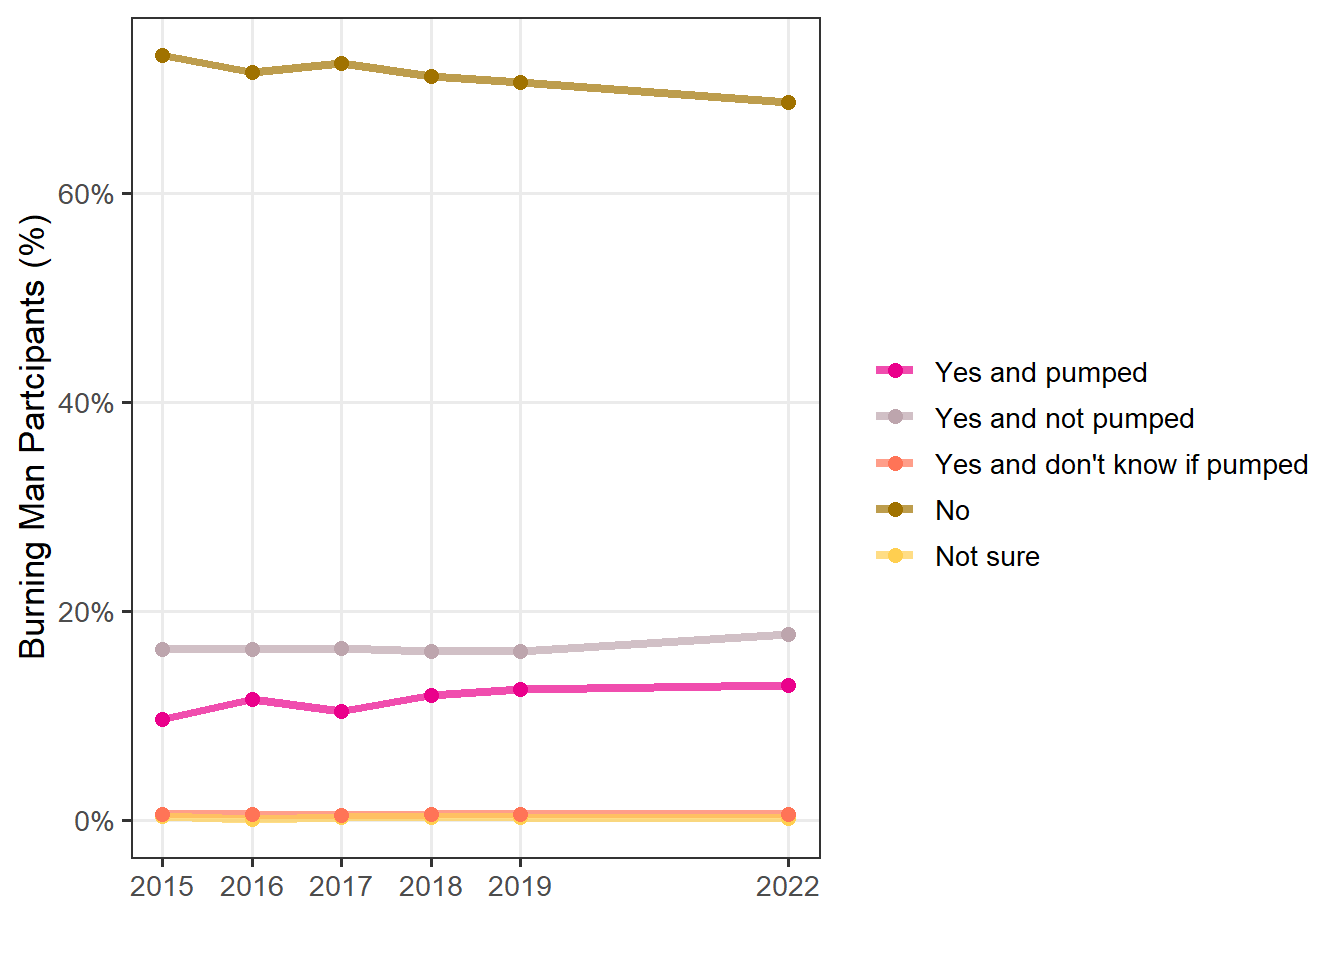 Burning Man Partcipants (%)
60%
40%
20%
0%
2015 2016 2017 2018 2019 2022
Yes and pumped
Yes and not pumped
Yes and don't know if pumped
No
Not sure